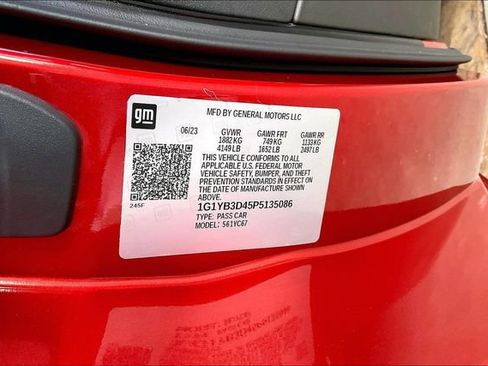 gm
MFD BY GENERAL MOTORS LLC
06/23 GVWR GAWR FRT GAWR RR
1882 KG 749 KG 1133 KG
4149 LB 1652 LB 2497 LB
THIS VEHICLE CONFORMS TO ALL
APPLICABLE U.S. FEDERAL MOTOR
VEHICLE SAFETY, BUMPER, AND THEFT
PREVENTION STANDARDS IN EFFECT ON
THE DATE OF MANUFACTURE SHOWN
ABOVE.
245F
1G1YB3D45P5135086
TYPE: PASS CAR
MODEL: 561YC67